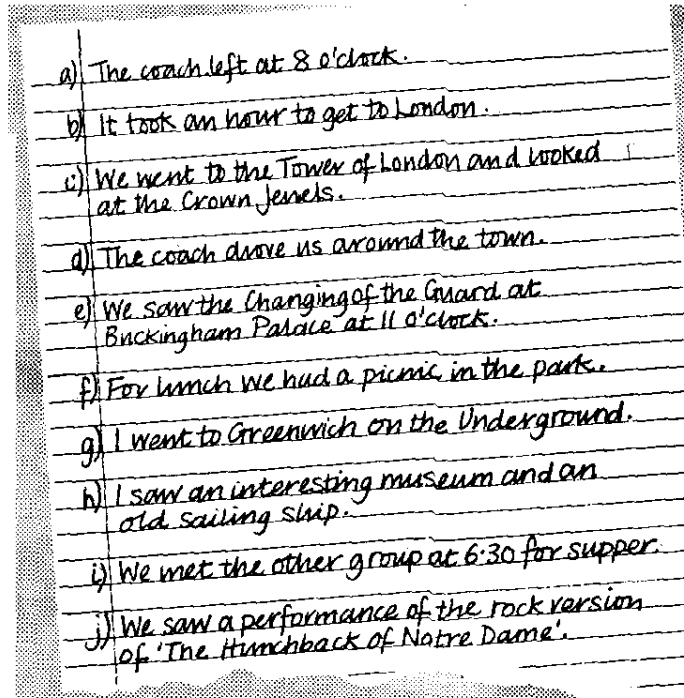 a) The coach left at 8 o'clock.
b) It took an hour to get to London.
c) We went to the Tower of London and looked
at the Crown Jewels.
d) The coach drove us around the town.
e) We saw the Changing of the Guard at
Buckingham Palace at 11 o'clock.
f) For lunch we had a picnic in the park.
g) I went to Greenwich on the Underground.
h) I saw an interesting museum and an
old sailing ship.
i) We met the other group at 6·30 for supper.
j) We saw a performance of the rock version
of 'The Hunchback of Notre Dame'.